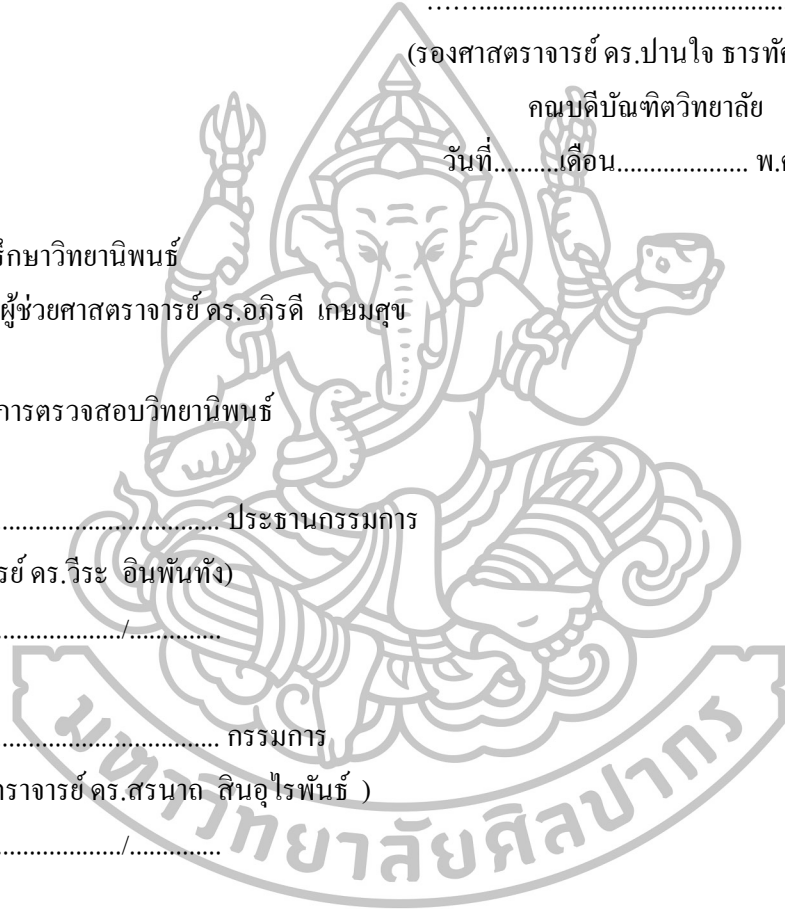 ……..............................................
(รองศาสตราจารย์ ดร.ปานใจ ธารทัศ
คณบดีบัณฑิตวิทยาลัย
วันที่..........เดือน.................... พ.ศ
รึกษาวิทยานิพนธ์
ผู้ช่วยศาสตราจารย์ ดร.อภิรดี เกษมศุข
การตรวจสอบวิทยานิพนธ์
.................................. ประธานกรรมการ
รย์ ดร.วีระ อินพันทัง)
.................../..............
.................................. กรรมการ
ตราจารย์ ดร.สรนาถ สินอุไรพันธ์ )
.................../..............
มหาวิทยาลัยศิลปากร